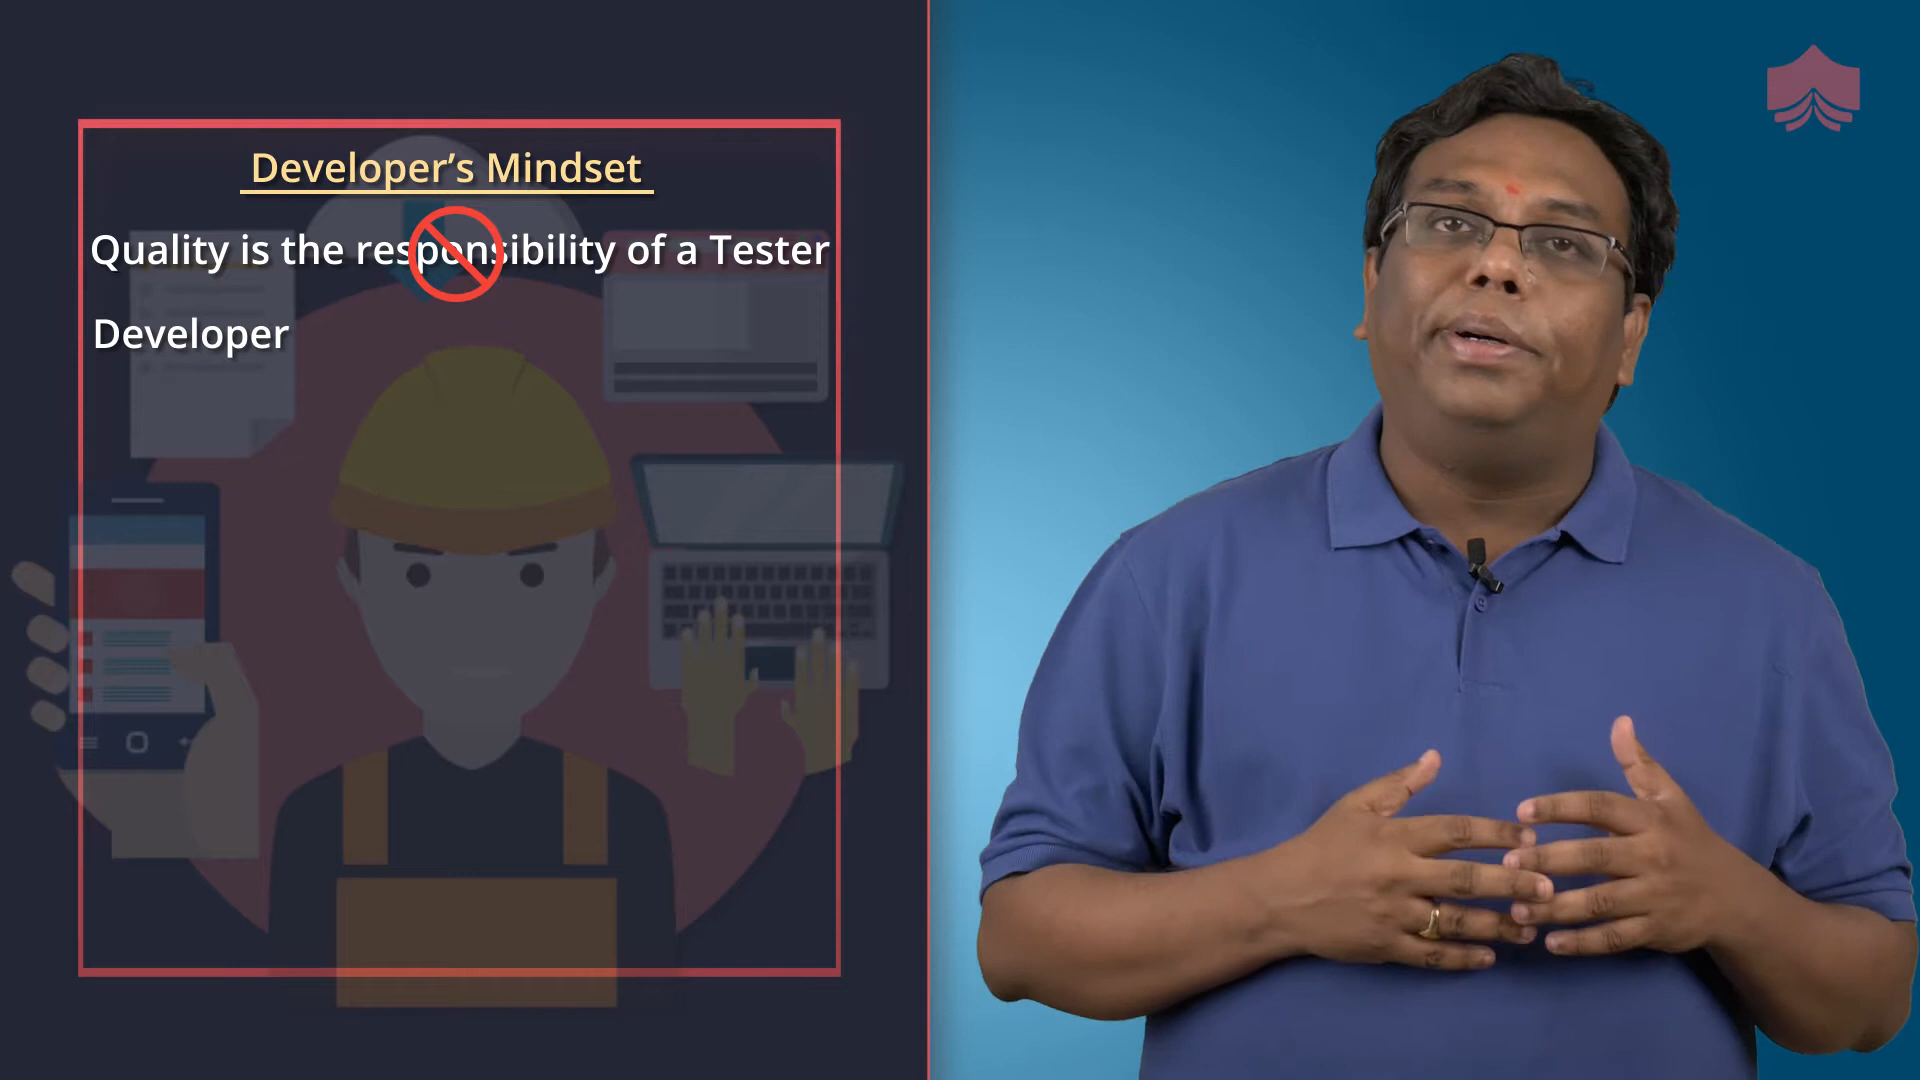 Developer’s Mindset
Quality is the responsibility of a Tester
Developer